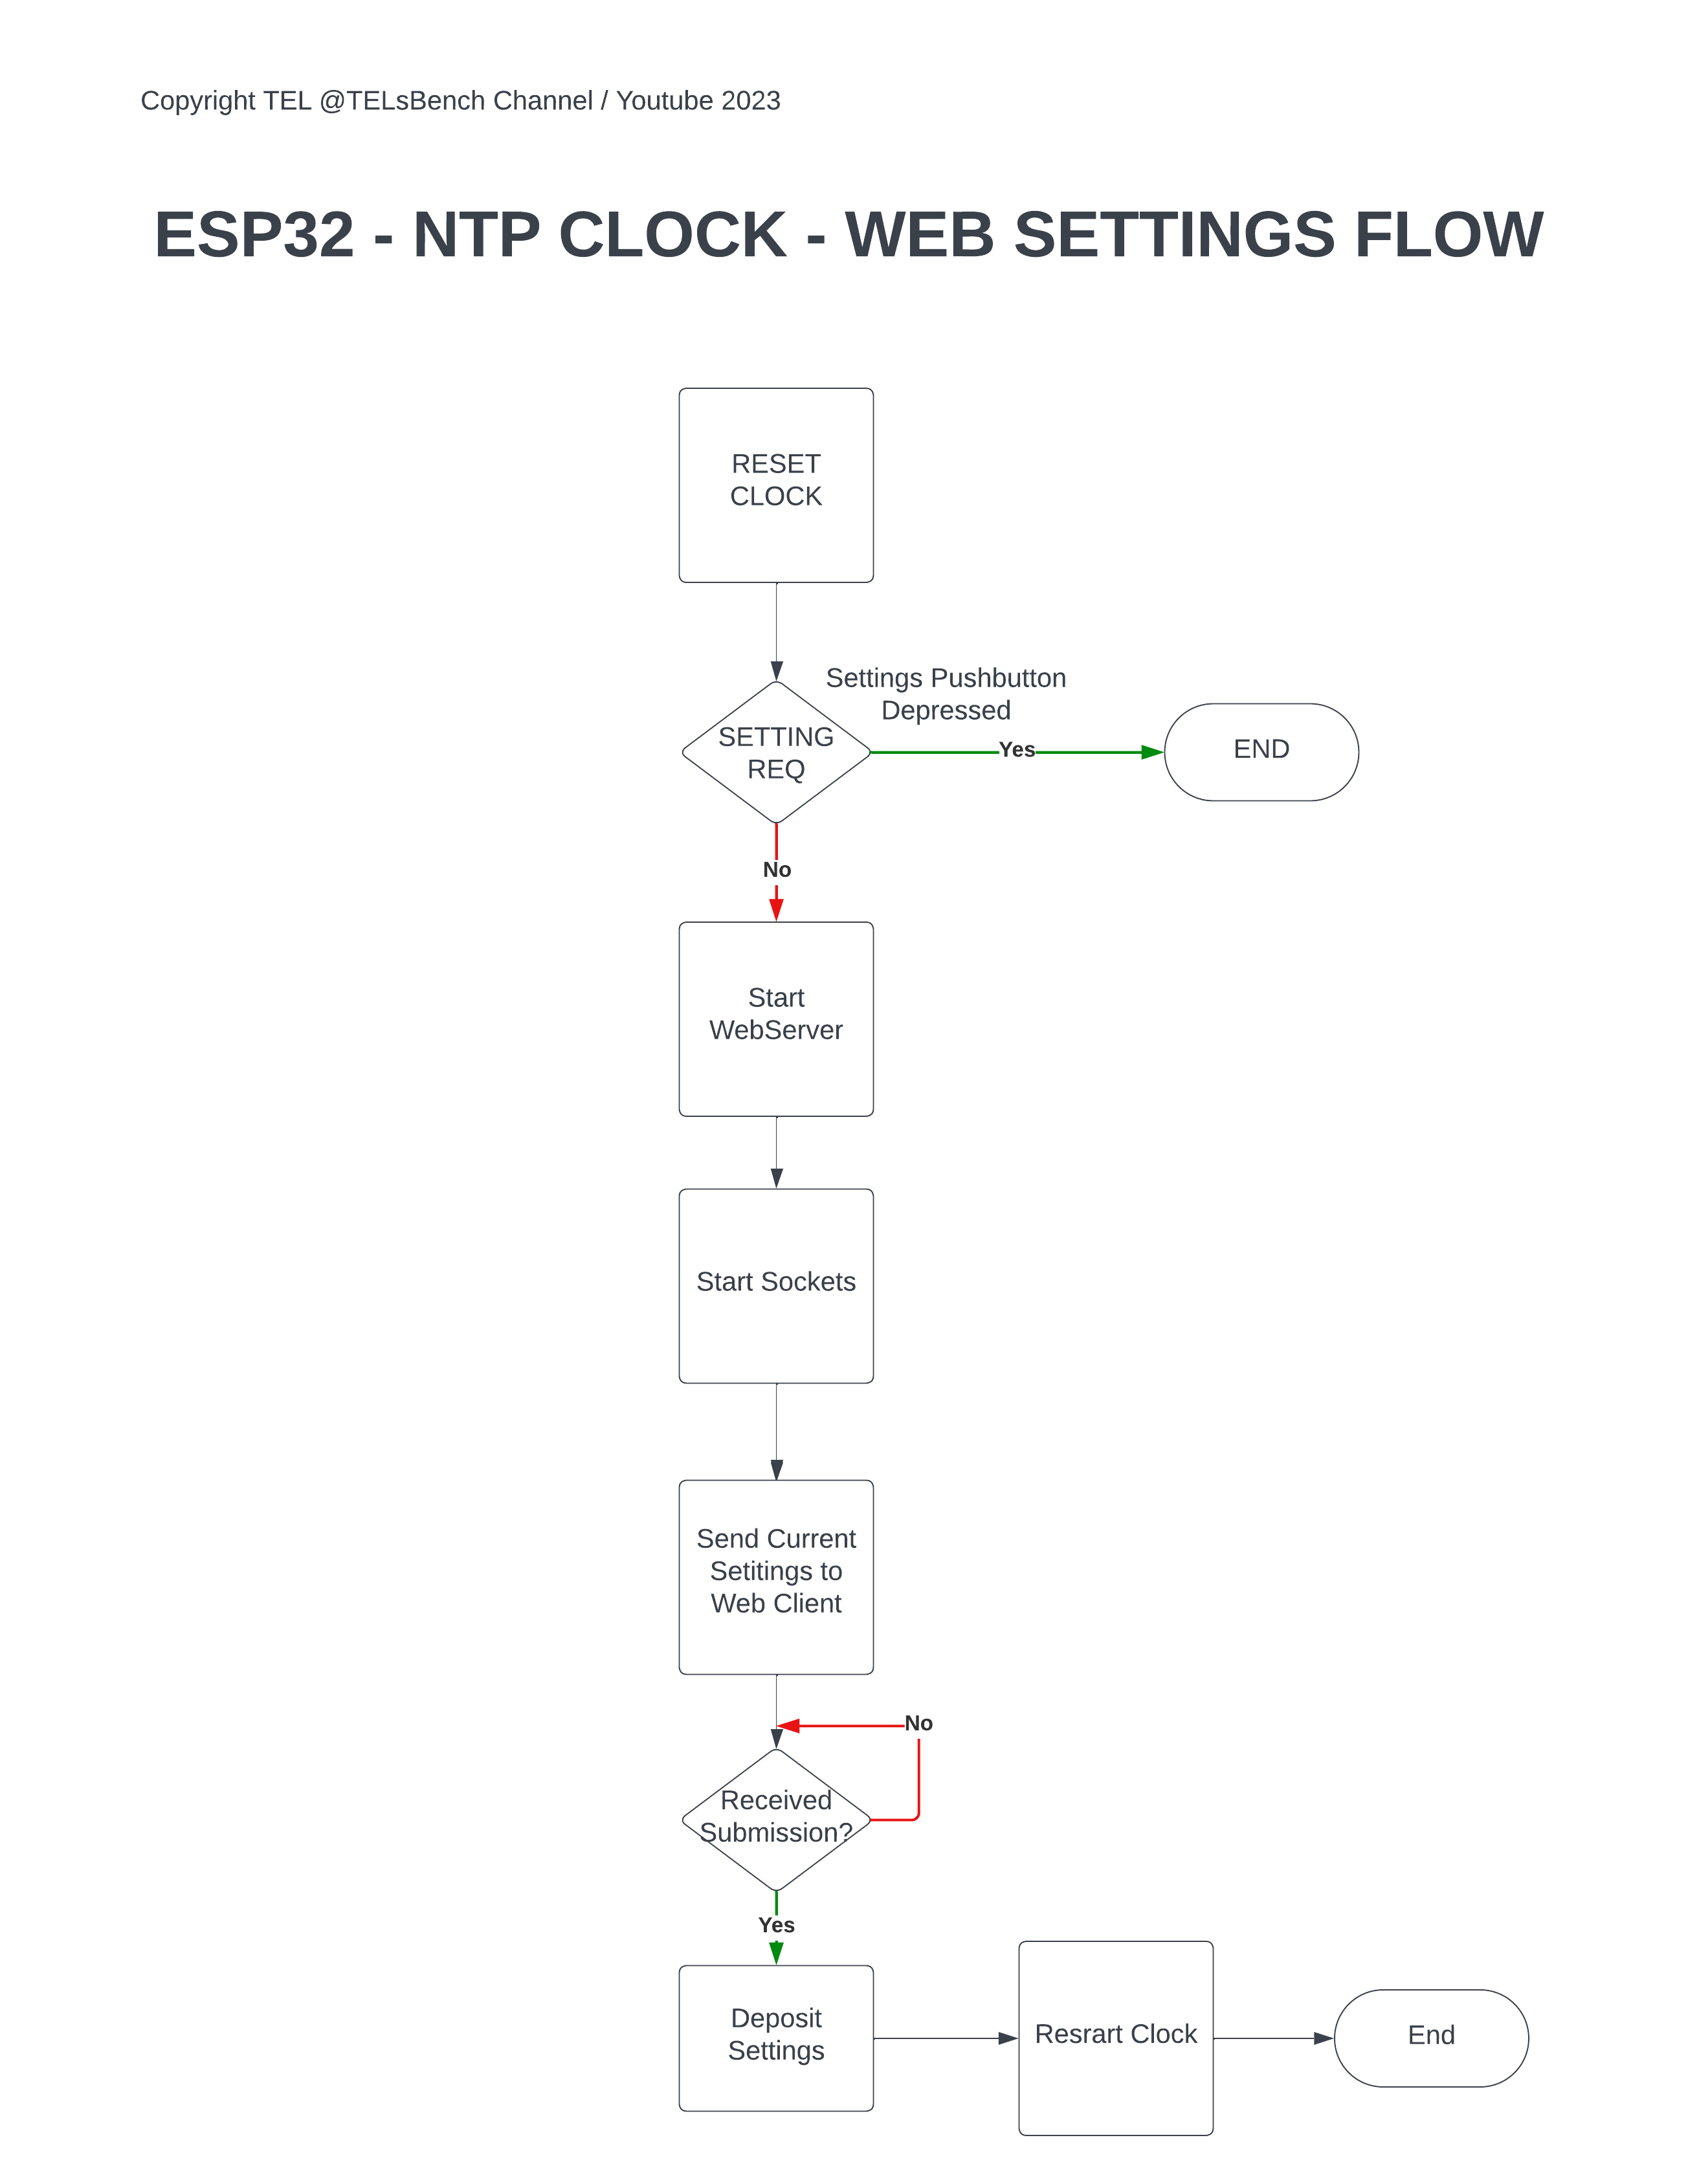 Copyright TEL @TELsBench Channel / Youtube 2023
ESP32 - NTP CLOCK - WEB SETTINGS FLOW
RESET
CLOCK
Settings Pushbutton
Depressed
SETTING
REQ
Yes
END
No
Start
WebServer
Start Sockets
Send Current
Setitings to
Web Client
No
Received
Submission?
Yes
Deposit
Settings
Resrart Clock
End